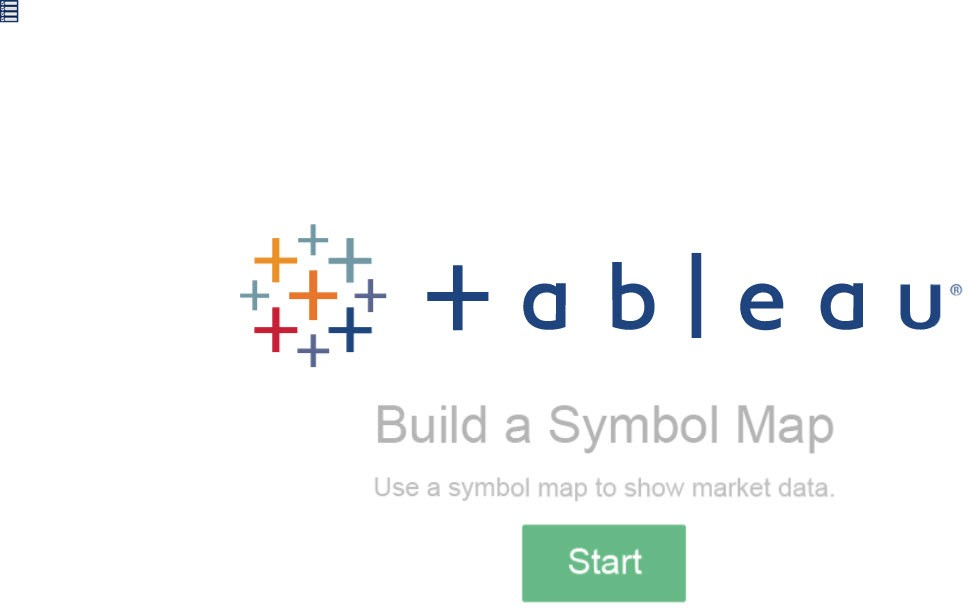 tableau®
Build a Symbol Map
Use a symbol map to show market data.
Start